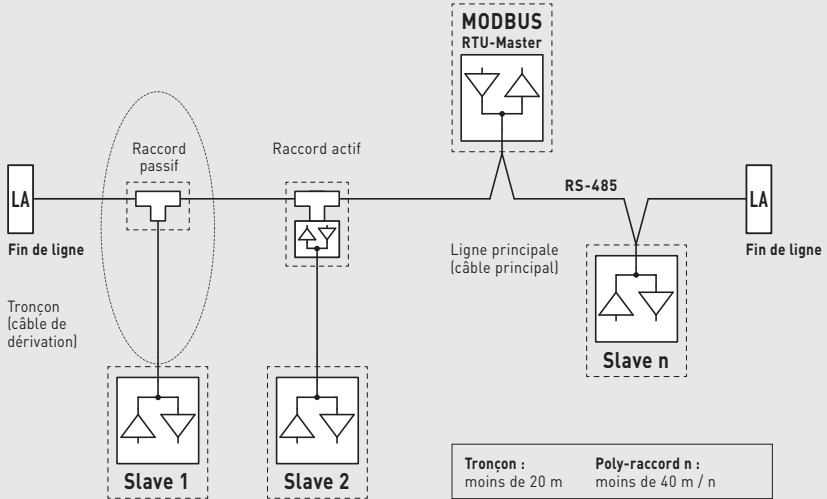 MODBUS
RTU-Master
Raccord
passif
Raccord actif
RS-485
LA
LA
Fin de ligne
Ligne principale
(câble principal)
Fin de ligne
Tronçon
(câble de
dérivation)
Slave n
Slave 1
Slave 2
Tronçon :
moins de 20 m
Poly-raccord n :
moins de 40 m / n